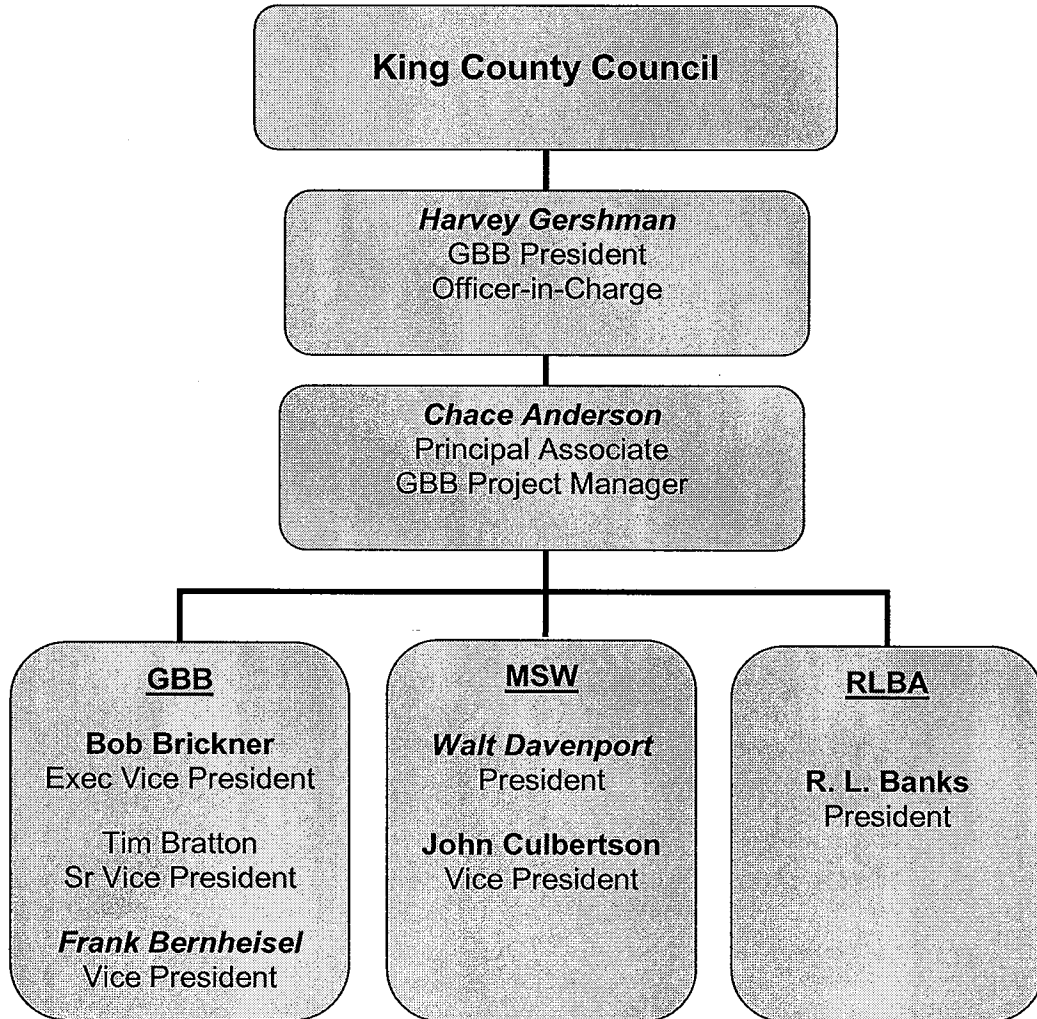 King County Council
Harvey Gershman
GBB President
Officer-in-Charge
Chace Anderson
Principal Associate
GBB Project Manager
GBB
Bob Brickner
Exec Vice President
Tim Bratton
Sr Vice President
Frank Bernheisel
Vice President
MSW
Walt Davenport
President
John Culbertson
Vice President
RLBA
R. L. Banks
President